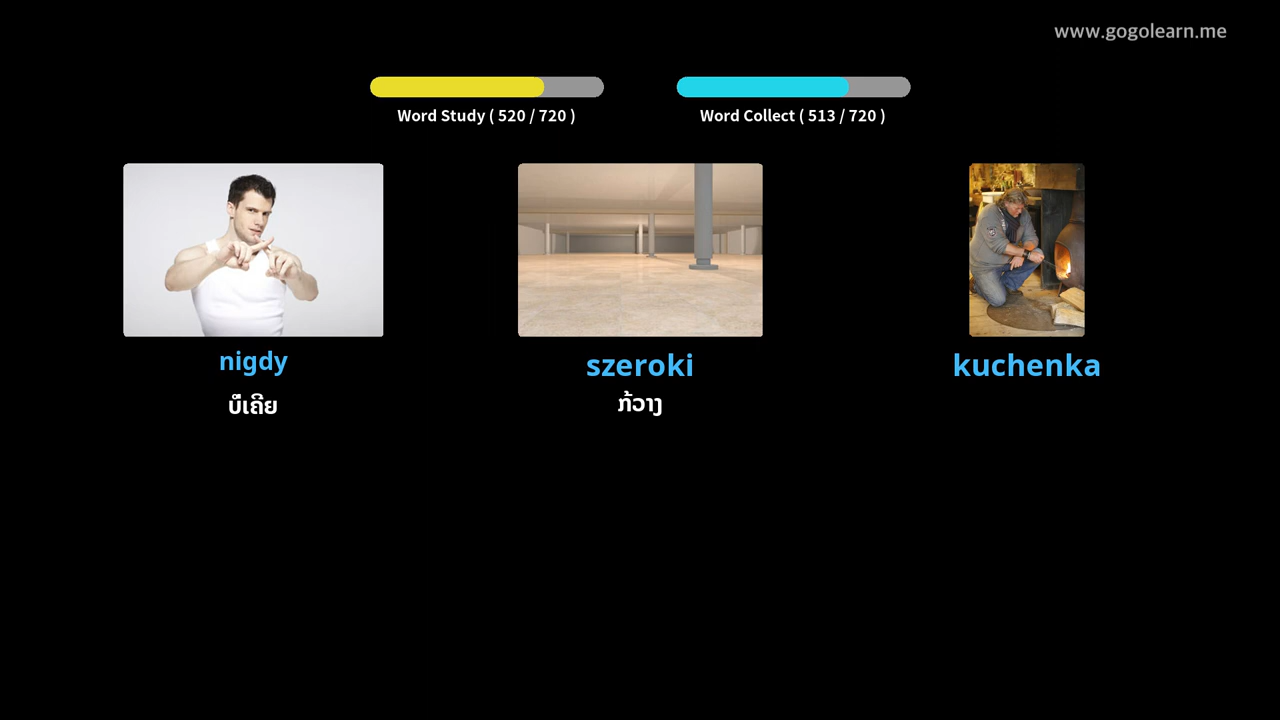 www.gogolearn.me
Word Study ( 520 / 720 )
Word Collect ( 513 / 720 )
nigdy
szeroki
kuchenka
ບໍ່ເຄີຍ
ກ້ວາງ